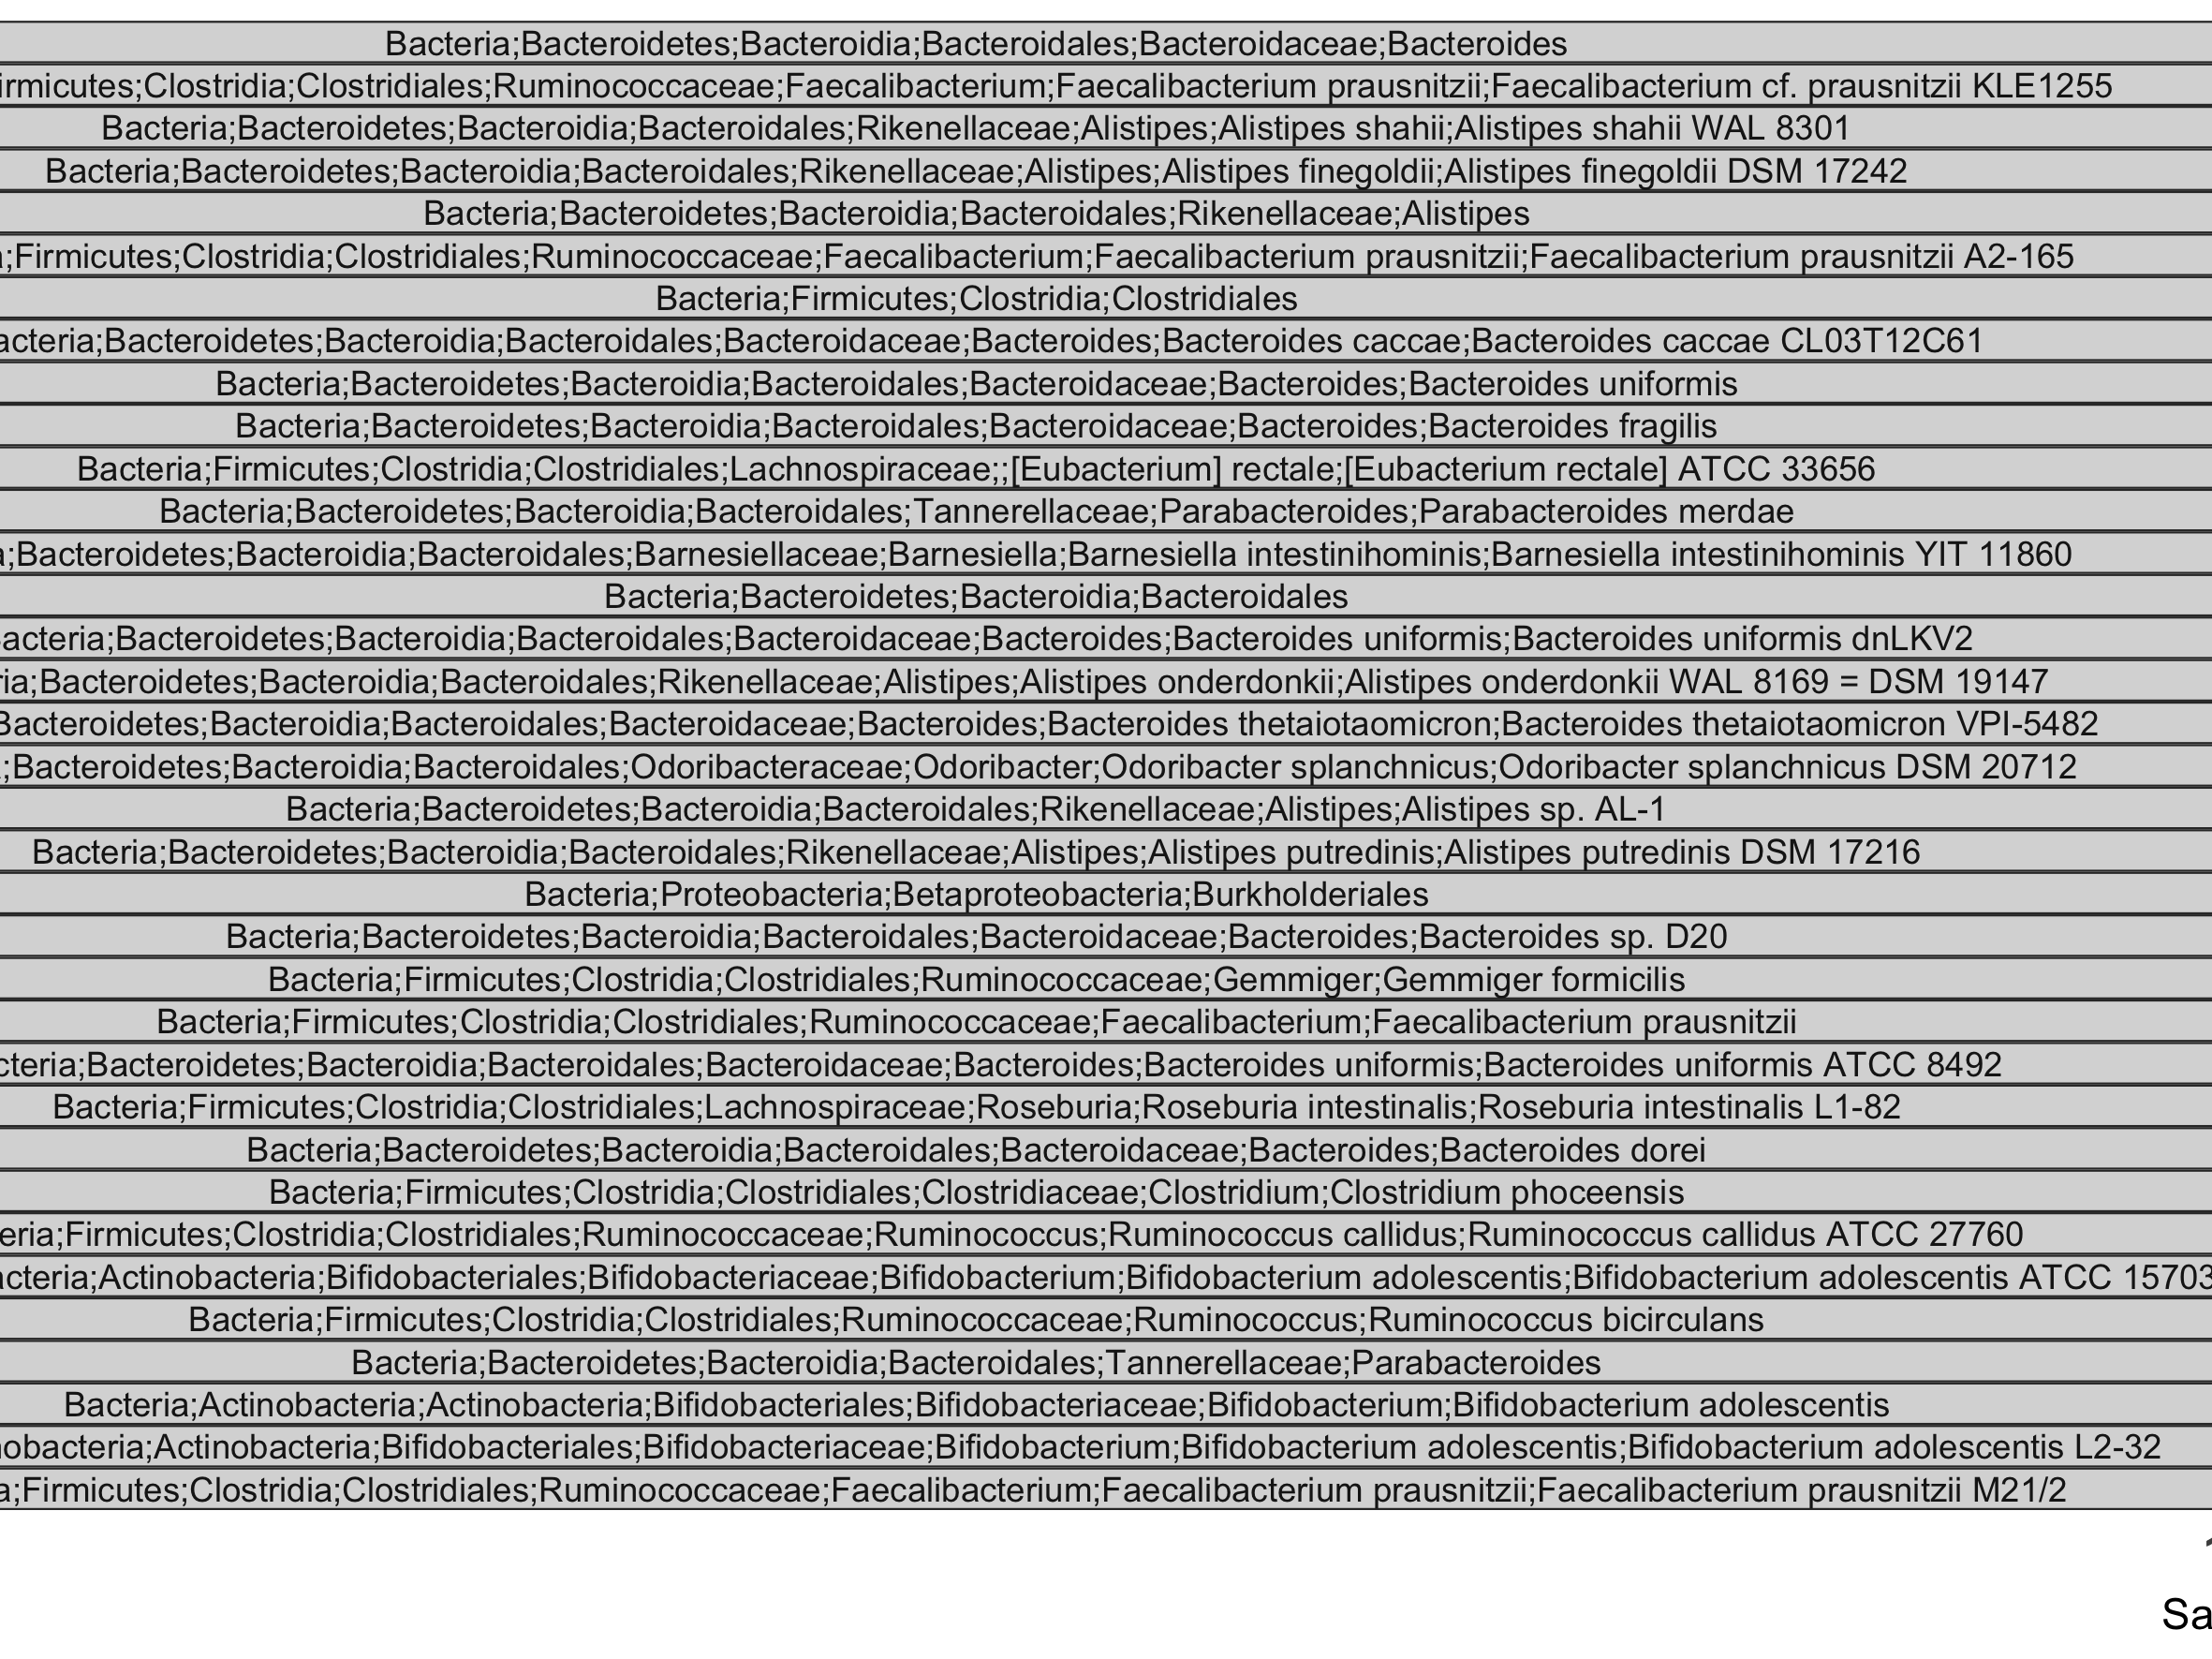 Bacteria;Bacteroidetes;Bacteroidia;Bacteroidales;Bacteroidaceae;Bacteroides
irmicutes;Clostridia;Clostridiales;Ruminococcaceae;Faecalibacterium;Faecalibacterium prausnitzii;Faecalibacterium cf. prausnitzii KLE1255
Bacteria;Bacteroidetes;Bacteroidia;Bacteroidales;Rikenellaceae;Alistipes;Alistipes shahii;Alistipes shahii WAL 8301
Bacteria;Bacteroidetes;Bacteroidia;Bacteroidales;Rikenellaceae;Alistipes;Alistipes finegoldii;Alistipes finegoldii DSM 17242
Bacteria;Bacteroidetes;Bacteroidia;Bacteroidales;Rikenellaceae;Alistipes
;Firmicutes;Clostridia;Clostridiales;Ruminococcaceae;Faecalibacterium;Faecalibacterium prausnitzii;Faecalibacterium prausnitzii A2-165
Bacteria;Firmicutes;Clostridia;Clostridiales
acteria;Bacteroidetes;Bacteroidia;Bacteroidales;Bacteroidaceae;Bacteroides;Bacteroides caccae;Bacteroides caccae CL03T12C61
Bacteria;Bacteroidetes;Bacteroidia;Bacteroidales;Bacteroidaceae;Bacteroides;Bacteroides uniformis
Bacteria;Bacteroidetes;Bacteroidia;Bacteroidales;Bacteroidaceae;Bacteroides;Bacteroides fragilis
Bacteria;Firmicutes;Clostridia;Clostridiales;Lachnospiraceae;;[Eubacterium] rectale;[Eubacterium rectale] ATCC 33656
Bacteria;Bacteroidetes;Bacteroidia;Bacteroidales;Tannerellaceae;Parabacteroides;Parabacteroides merdae
a;Bacteroidetes;Bacteroidia;Bacteroidales;Barnesiellaceae;Barnesiella;Barnesiella intestinihominis;Barnesiella intestinihominis YIT 11860
Bacteria;Bacteroidetes;Bacteroidia;Bacteroidales
acteria;Bacteroidetes;Bacteroidia;Bacteroidales;Bacteroidaceae;Bacteroides;Bacteroides uniformis;Bacteroides uniformis dnLKV2
ria;Bacteroidetes;Bacteroidia;Bacteroidales;Rikenellaceae;Alistipes;Alistipes onderdonkii;Alistipes onderdonkii WAL 8169 = DSM 19147
Bacteroidetes;Bacteroidia;Bacteroidales;Bacteroidaceae;Bacteroides;Bacteroides thetaiotaomicron;Bacteroides thetaiotaomicron VPI-5482
;Bacteroidetes;Bacteroidia;Bacteroidales;Odoribacteraceae;Odoribacter;Odoribacter splanchnicus;Odoribacter splanchnicus DSM 20712
Bacteria;Bacteroidetes;Bacteroidia;Bacteroidales;Rikenellaceae;Alistipes;Alistipes sp. AL-1
Bacteria;Bacteroidetes;Bacteroidia;Bacteroidales;Rikenellaceae;Alistipes;Alistipes putredinis;Alistipes putredinis DSM 17216
Bacteria;Proteobacteria;Betaproteobacteria;Burkholderiales
Bacteria;Bacteroidetes;Bacteroidia;Bacteroidales;Bacteroidaceae;Bacteroides;Bacteroides sp. D20
Bacteria;Firmicutes;Clostridia;Clostridiales;Ruminococcaceae;Gemmiger;Gemmiger formicilis
Bacteria;Firmicutes;Clostridia;Clostridiales;Ruminococcaceae;Faecalibacterium;Faecalibacterium prausnitzii
cteria;Bacteroidetes;Bacteroidia;Bacteroidales;Bacteroidaceae;Bacteroides;Bacteroides uniformis;Bacteroides uniformis ATCC 8492
Bacteria;Firmicutes;Clostridia;Clostridiales;Lachnospiraceae;Roseburia;Roseburia intestinalis;Roseburia intestinalis L1-82
Bacteria;Bacteroidetes;Bacteroidia;Bacteroidales;Bacteroidaceae;Bacteroides;Bacteroides dorei
Bacteria;Firmicutes;Clostridia;Clostridiales;Clostridiaceae;Clostridium;Clostridium phoceensis
eria;Firmicutes;Clostridia;Clostridiales;Ruminococcaceae;Ruminococcus;Ruminococcus callidus;Ruminococcus callidus ATCC 27760
acteria;Actinobacteria;Bifidobacteriales;Bifidobacteriaceae;Bifidobacterium;Bifidobacterium adolescentis;Bifidobacterium adolescentis ATCC 15703
Bacteria;Firmicutes;Clostridia;Clostridiales;Ruminococcaceae;Ruminococcus;Ruminococcus bicirculans
Bacteria;Bacteroidetes;Bacteroidia;Bacteroidales;Tannerellaceae;Parabacteroides
Bacteria;Actinobacteria;Actinobacteria;Bifidobacteriales;Bifidobacteriaceae;Bifidobacterium;Bifidobacterium adolescentis
obacteria;Actinobacteria;Bifidobacteriales;Bifidobacteriaceae;Bifidobacterium;Bifidobacterium adolescentis;Bifidobacterium adolescentis L2-32
a;Firmicutes;Clostridia;Clostridiales;Ruminococcaceae;Faecalibacterium;Faecalibacterium prausnitzii;Faecalibacterium prausnitzii M21/2
Sa